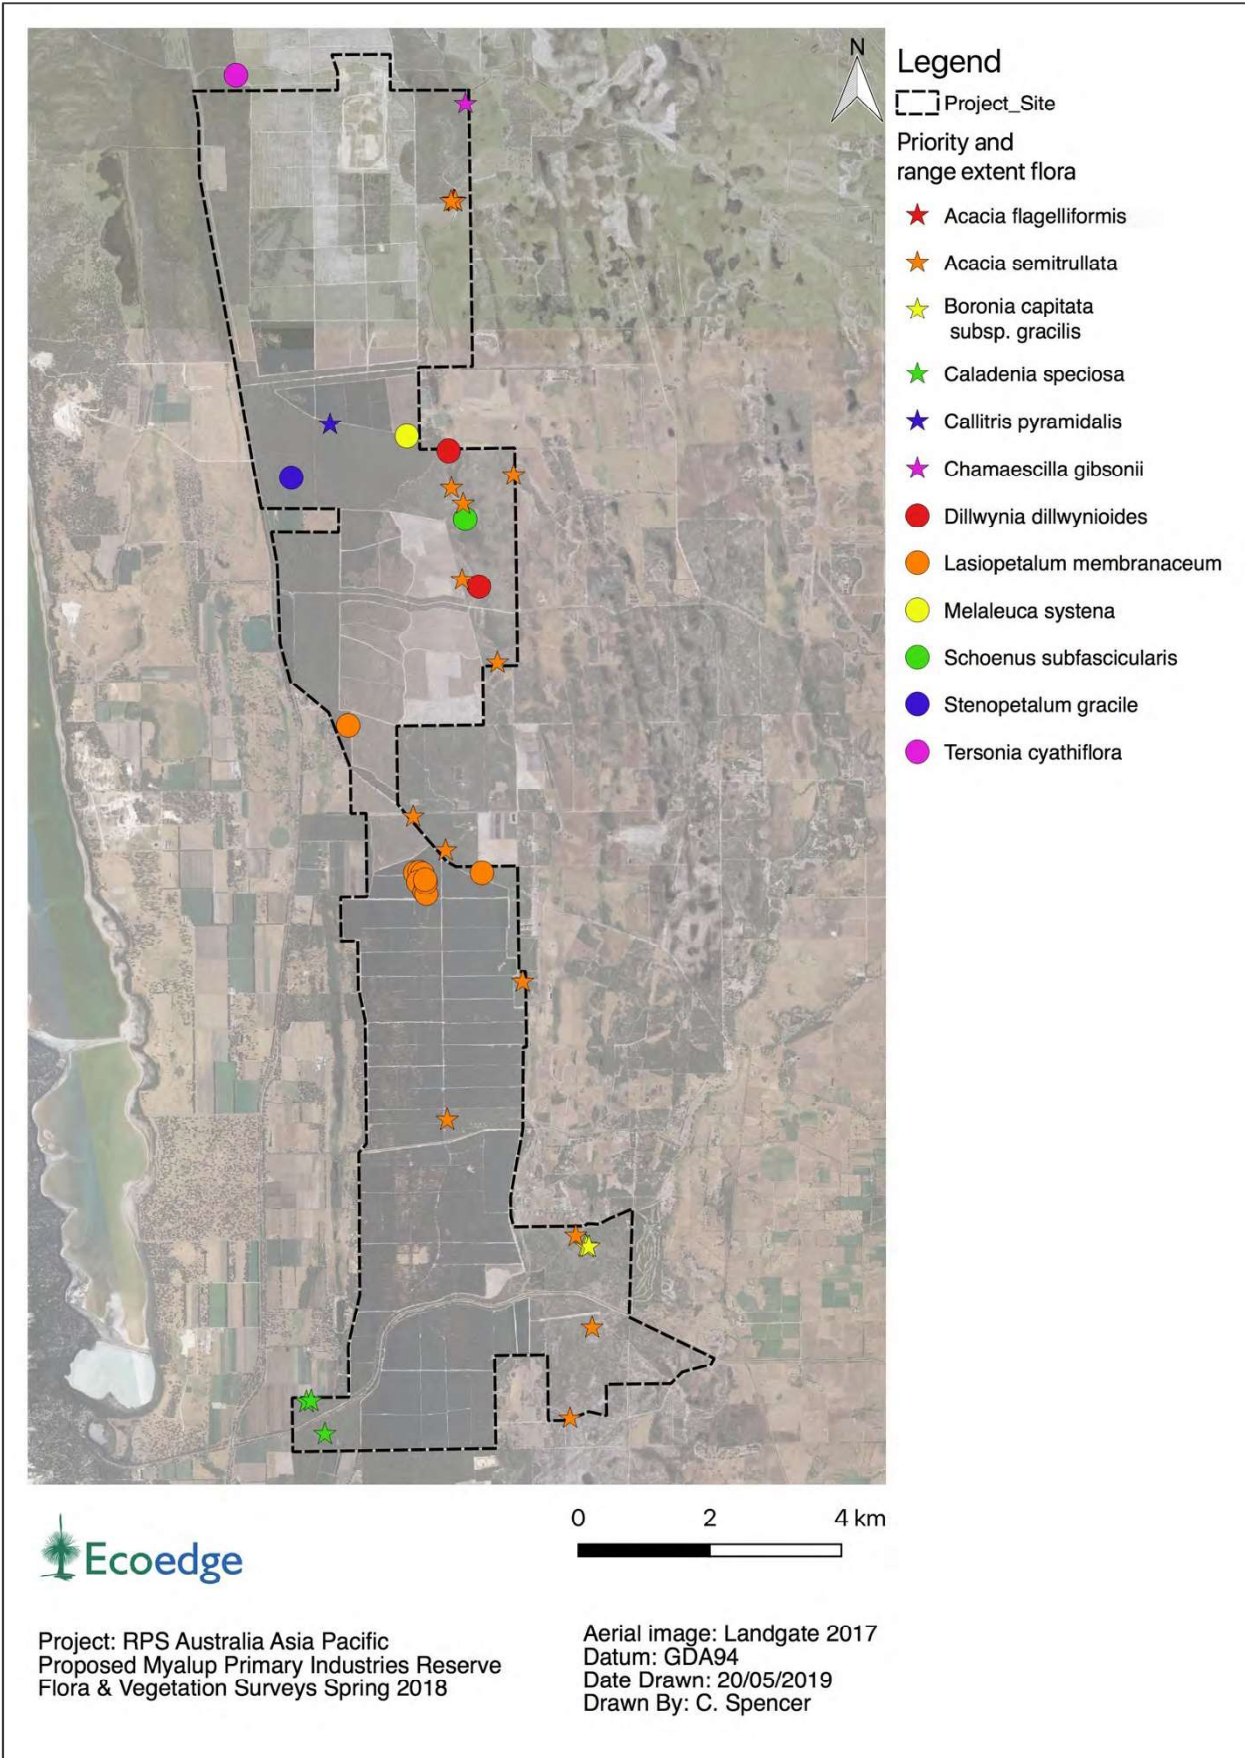 N
Legend
Project_Site
Priority and
range extent flora
Acacia flagelliformis
Acacia semitrullata
Boronia capitata
subsp. gracilis
Caladenia speciosa
Callitris pyramidalis
Chamaescilla gibsonii
Dillwynia dillwynioides
Lasiopetalum membranaceum
Melaleuca systena
Schoenus subfascicularis
Stenopetalum gracile
Tersonia cyathiflora
0 2 4 km
Ecoedge
Project: RPS Australia Asia Pacific
Proposed Myalup Primary Industries Reserve
Flora & Vegetation Surveys Spring 2018
Aerial image: Landgate 2017
Datum: GDA94
Date Drawn: 20/05/2019
Drawn By: C. Spencer